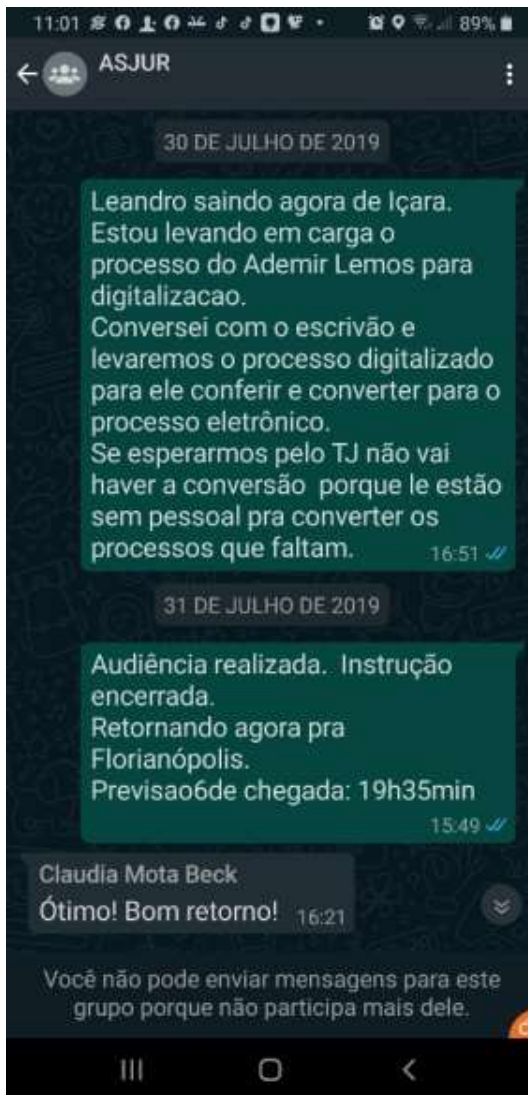 11:01
89%
ASJUR
30 DE JULHO DE 2019
Leandro saindo agora de Içara.
Estou levando em carga o
processo do Ademir Lemos para
digitalizacao.
Conversei com o escrivão e
levaremos o processo digitalizado
para ele conferir e converter para o
processo eletrônico.
Se esperarmos pelo TJ não vai
haver a conversão porque le estão
sem pessoal pra converter os
processos que faltam.
16:51
31 DE JULHO DE 2019
Audiência realizada. Instrução
encerrada.
Retornando agora pra
Florianópolis.
Previsao6de chegada: 19h35min
15:49
Claudia Mota Beck
Ótimo! Bom retorno! 16:21
Você não pode enviar mensagens para este
grupo porque não participa mais dele.